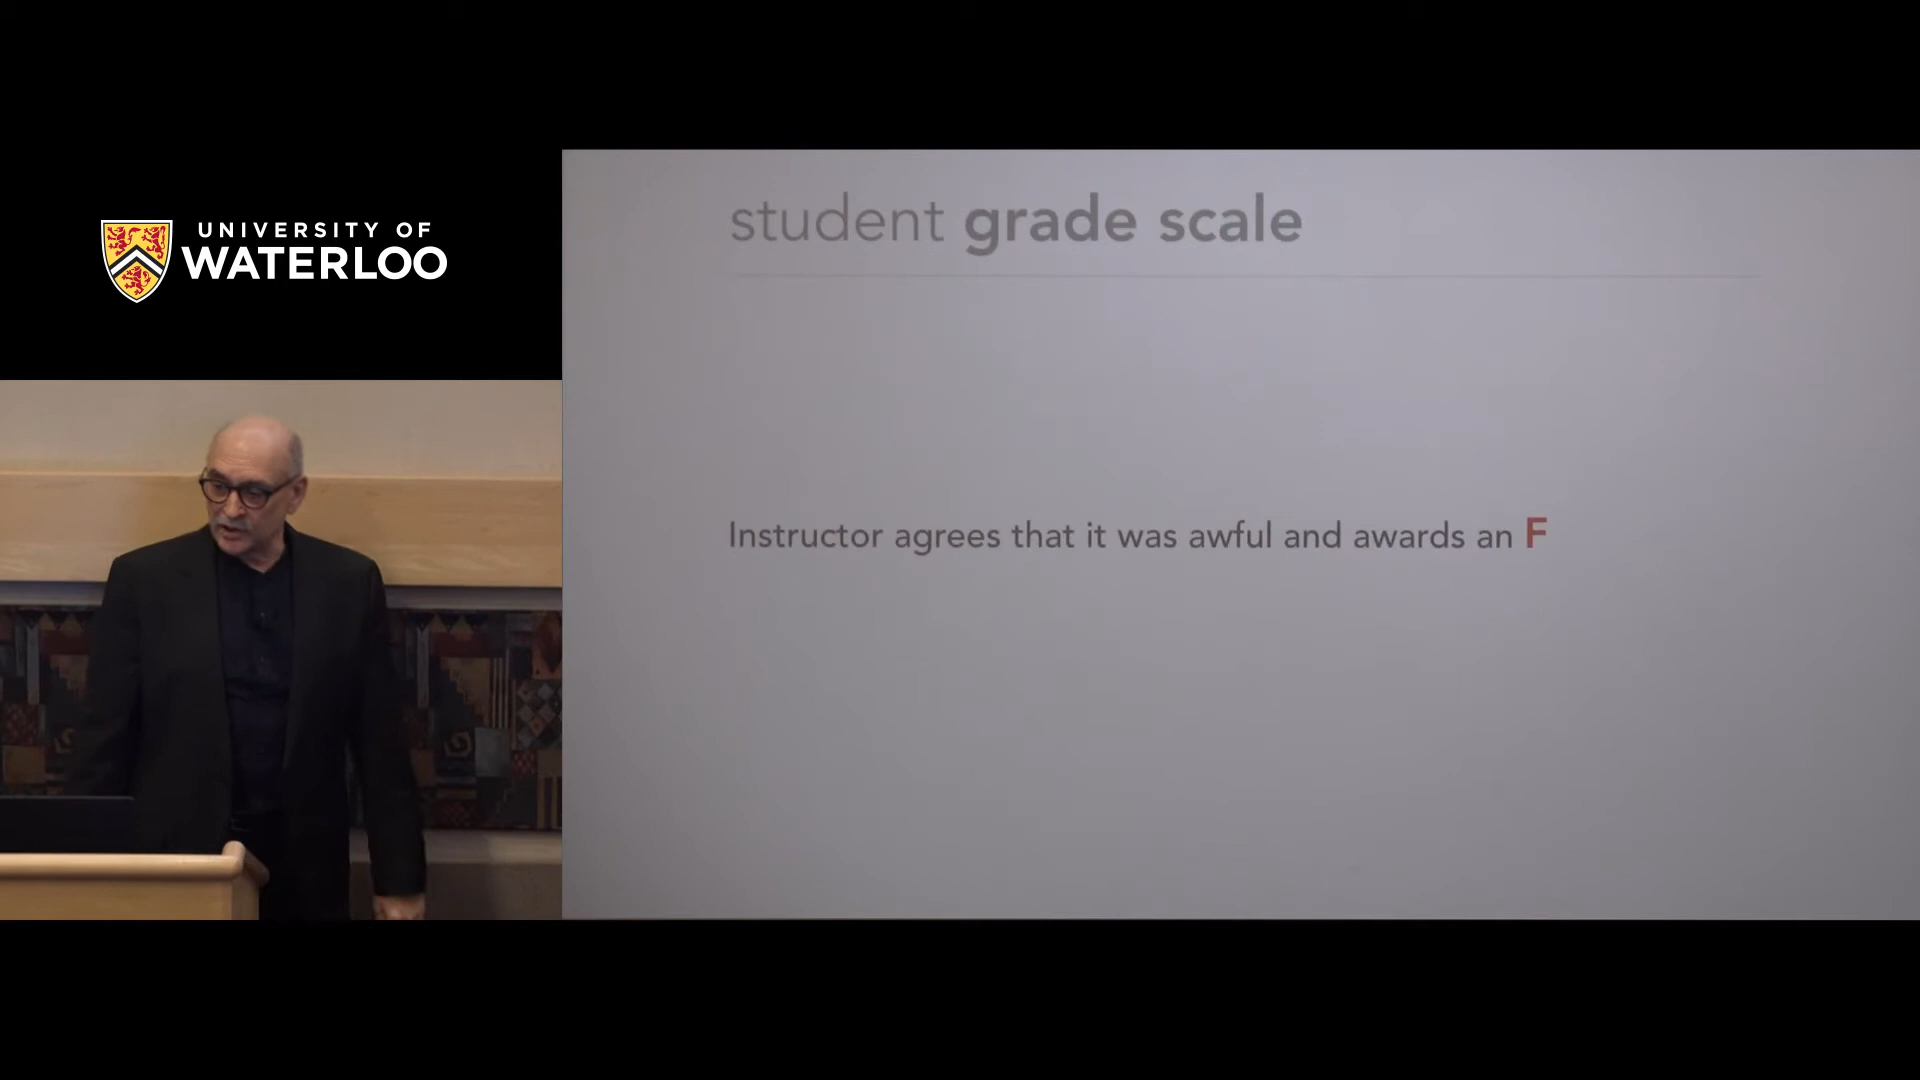 UNIVERSITY OF
WATERLOO
student grade scale
Instructor agrees that it was awful and awards an F